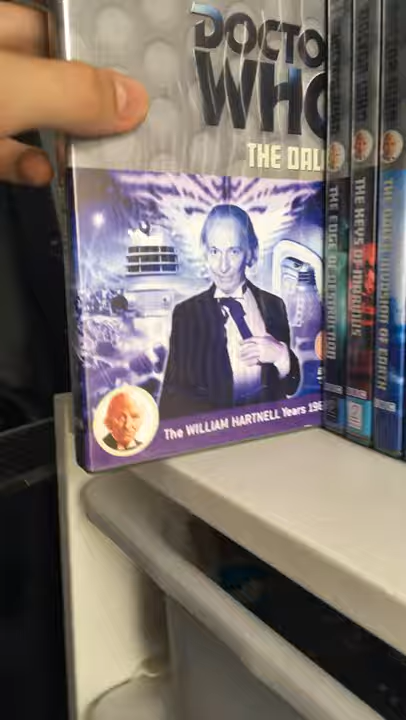 DOCTO
WHO
THE DAL
The WILLIAM HARTNELL Years 196
THE EDGE OF DESTRUCTION
THE KEYS OF MARINUS
2
THE DALEK INVASION OF EARTH